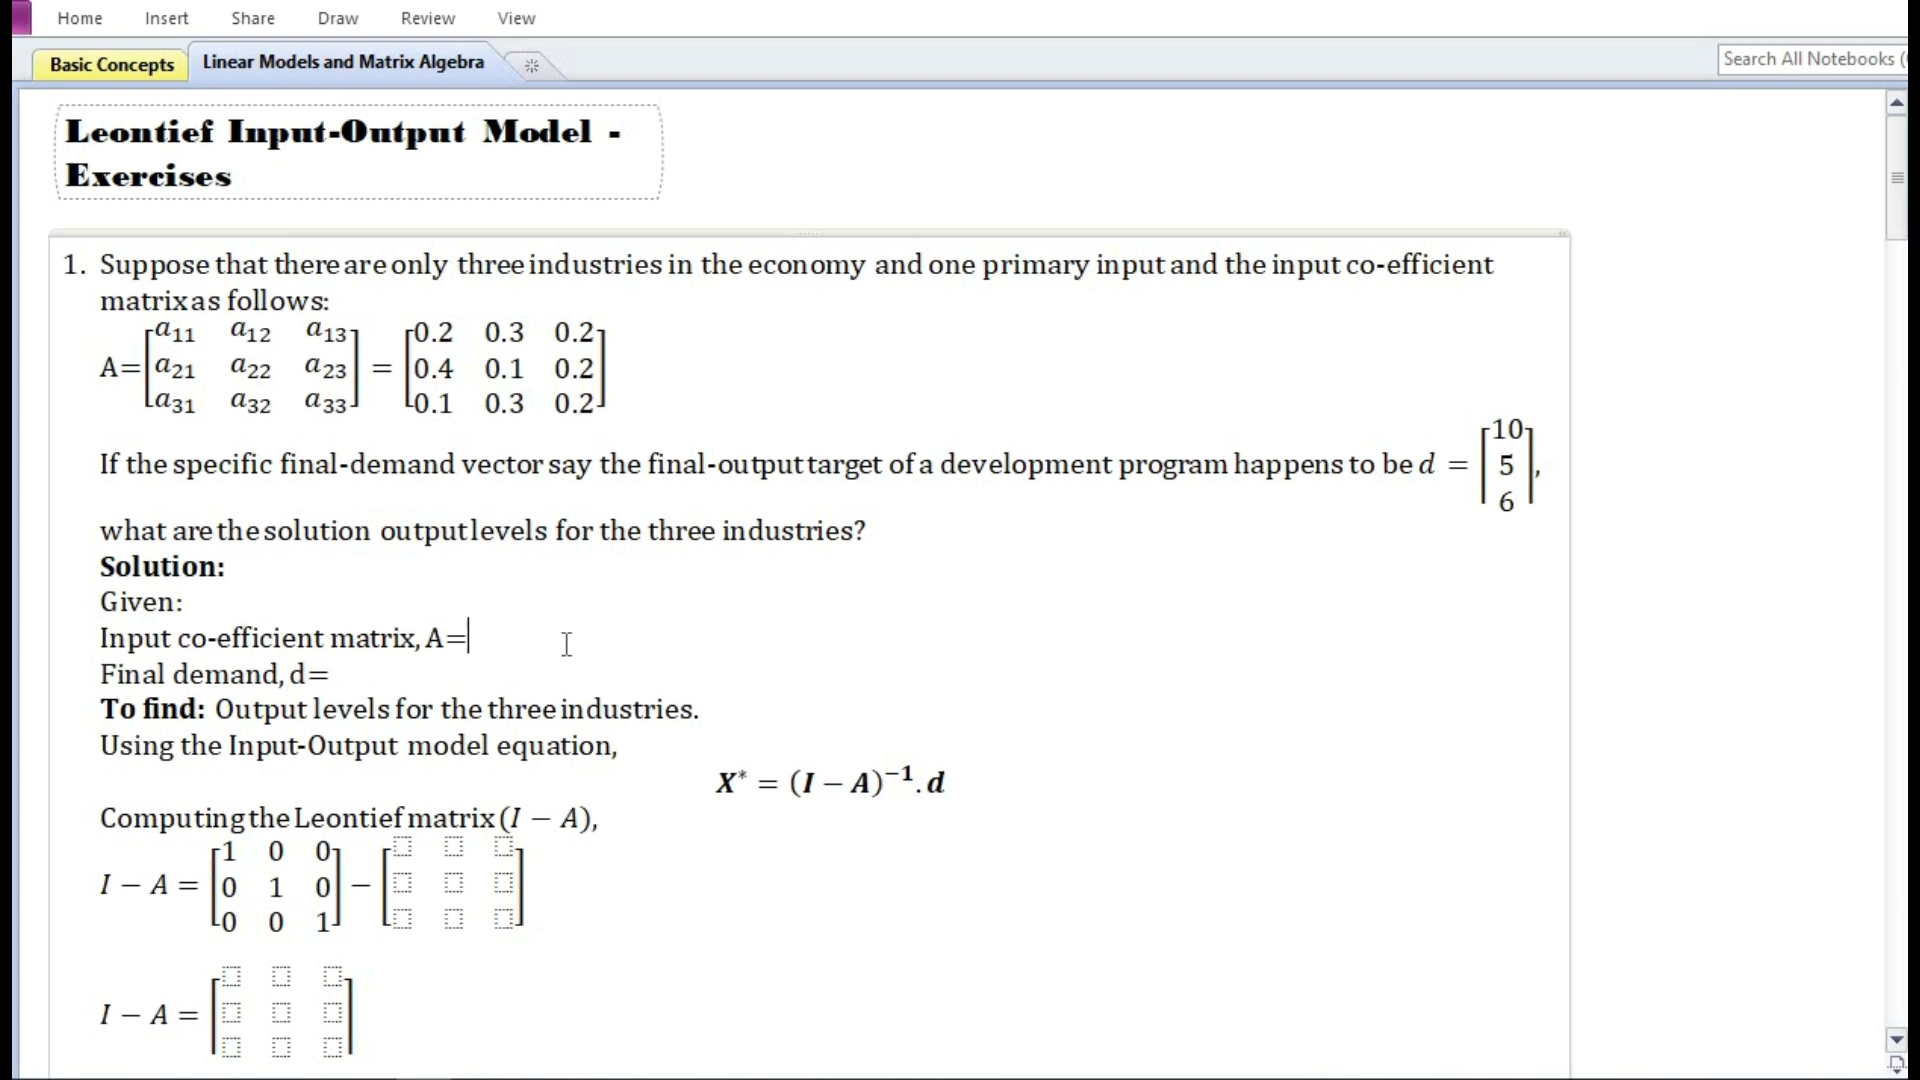 Home Insert Share Draw Review View
Basic Concepts Linear Models and Matrix Algebra
Search All Notebooks (
Leontief Input-Output Model -
Exercises
1. Suppose that there are only three industries in the economy and one primary input and the input co-efficient
matrix as follows:
A=[a₁₁ a₁₂ a₁₃; a₂₁ a₂₂ a₂₃; a₃₁ a₃₂ a₃₃] = [0.2 0.3 0.2; 0.4 0.1 0.2; 0.1 0.3 0.2]
If the specific final-demand vector say the final-output target of a development program happens to be d = [10; 5; 6],
what are the solution output levels for the three industries?
Solution:
Given:
Input co-efficient matrix, A=
Final demand, d=
To find: Output levels for the three industries.
Using the Input-Output model equation,
X* = (I − A)⁻¹. d
Computing the Leontief matrix (I − A),
I − A = [1 0 0; 0 1 0; 0 0 1] − [ ]
I − A = [ ]